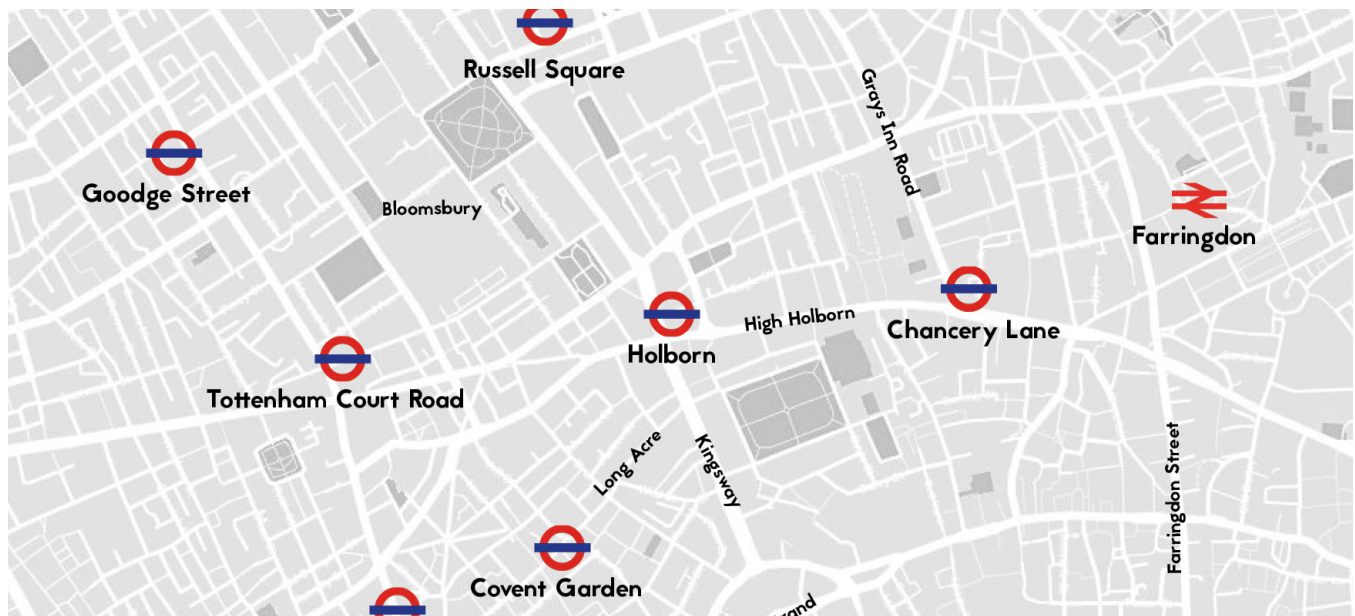 Russell Square
Grays Inn Road
Goodge Street
Bloomsbury
Farringdon
High Holborn
Chancery Lane
Holborn
Tottenham Court Road
Long Acre
Kingsway
Farringdon Street
Covent Garden